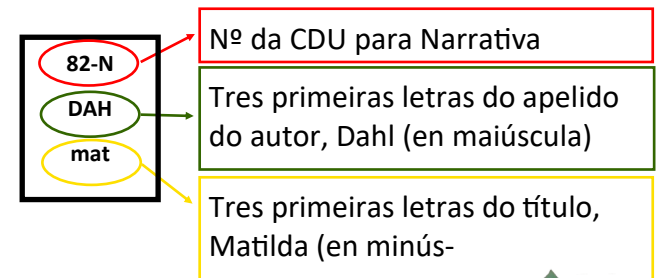 82-N
DAH
mat
Nº da CDU para Narrativa
Tres primeiras letras do apelido
do autor, Dahl (en maiúscula)
Tres primeiras letras do título,
Matilda (en minús-